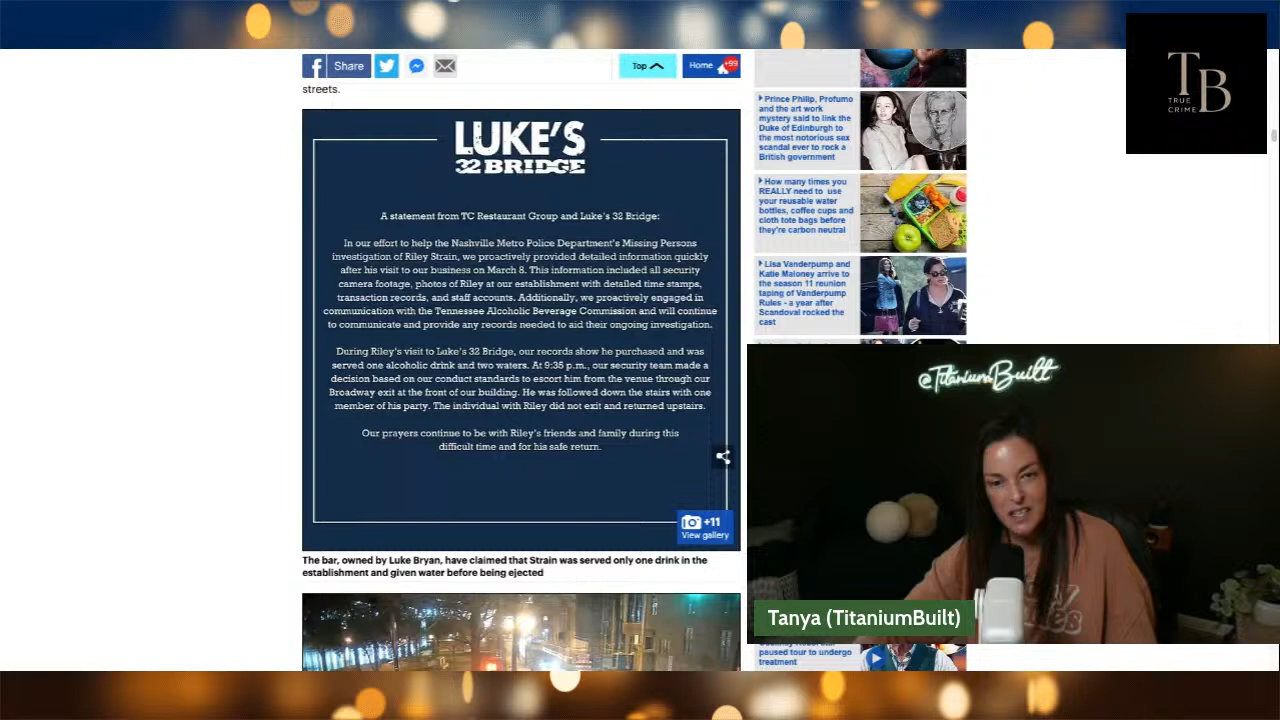 Share
Top
Home
+99
streets.
LUKE'S
32 BRIDGE
A statement from TC Restaurant Group and Luke's 32 Bridge:
In our effort to help the Nashville Metro Police Department's Missing Persons
investigation of Riley Strain, we proactively provided detailed information quickly
after his visit to our business on March 8. This information included all security
camera footage, photos of Riley at our establishment with detailed time stamps,
transaction records, and staff accounts. Additionally, we proactively engaged in
communication with the Tennessee Alcoholic Beverage Commission and will continue
to communicate and provide any records needed to aid their ongoing investigation.
During Riley's visit to Luke's 32 Bridge, our records show he purchased and was
served one alcoholic drink and two waters. At 9:35 p.m., our security team made a
decision based on our conduct standards to escort him from the venue through our
Broadway exit at the front of our building. He was followed down the stairs with one
member of his party. The individual with Riley did not exit and returned upstairs.
Our prayers continue to be with Riley's friends and family during this
difficult time and for his safe return.
+11
View gallery
The bar, owned by Luke Bryan, have claimed that Strain was served only one drink in the
establishment and given water before being ejected
Prince Philip, Profumo
and the art work
mystery said to link the
Duke of Edinburgh to
the most notorious sex
scandal ever to rock a
British government
How many times you
REALLY need to use
your reusable water
bottles, coffee cups and
cloth tote bags before
they're carbon neutral
Lisa Vanderpump and
Katie Maloney arrive to
the season 11 reunion
taping of Vanderpump
Rules - a year after
Scandoval rocked the
cast
TB
TRUE
CRIME
@TitaniumBuilt
Tanya (TitaniumBuilt)
paused tour to undergo
treatment